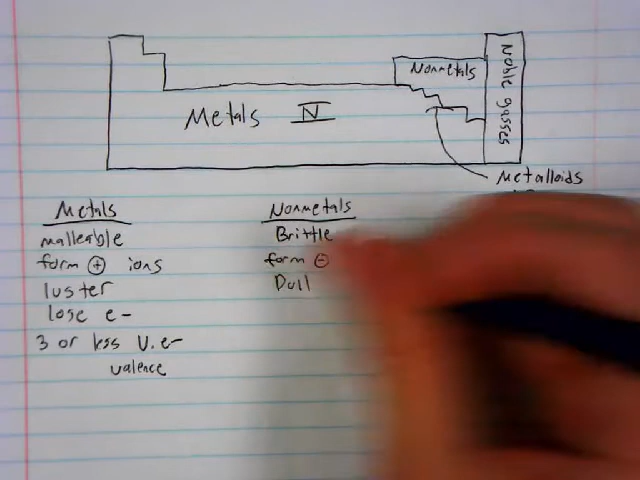 Nonmetals
Noble gasses
Metals IV
Metalloids
Metals
malleable
form + ions
luster
lose e-
3 or less V.e-
valence
Nonmetals
Brittle
form -
Dull